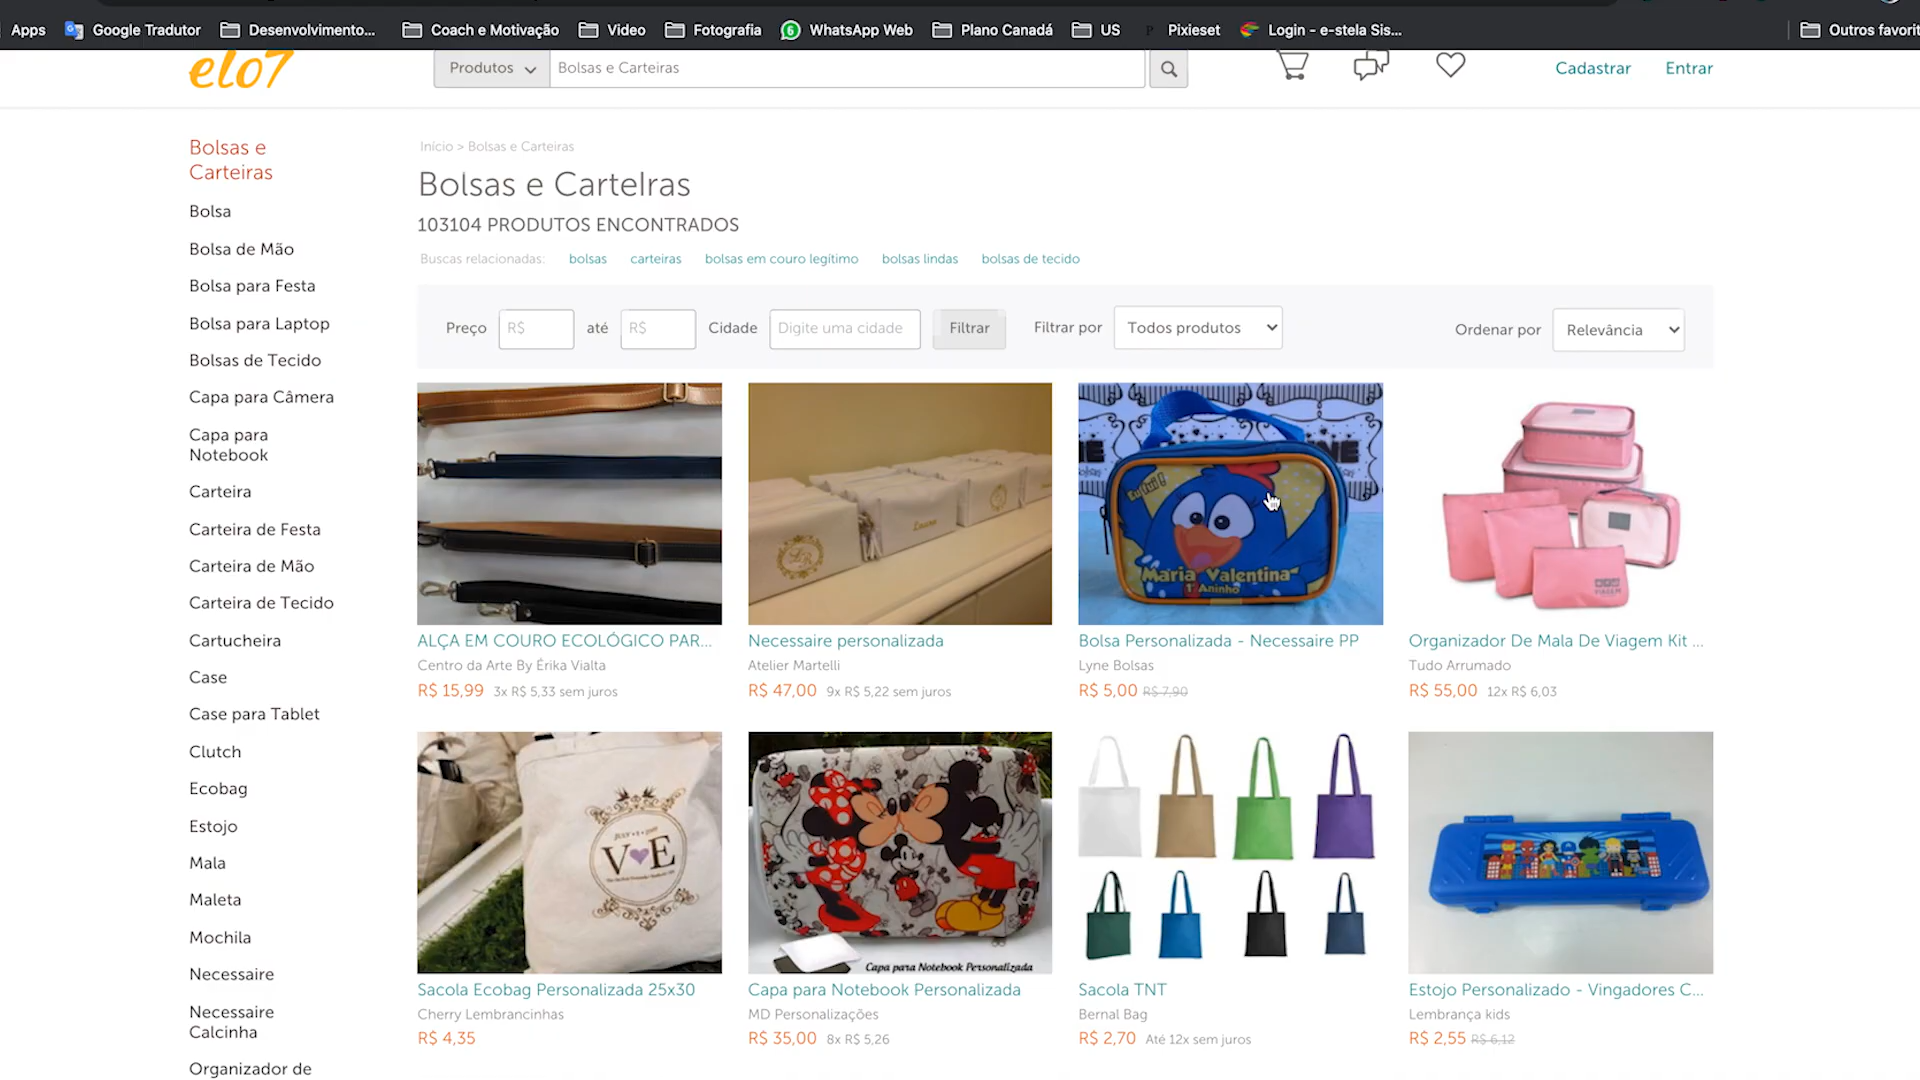 Apps
Google Tradutor
Desenvolvimento...
Coach e Motivação
Video
Fotografia
WhatsApp Web
Plano Canadá
US
Pixieset
Login - e-stela Sis...
Outros favorit
elo7
Produtos
Bolsas e Carteiras
Cadastrar
Entrar
Bolsas e
Carteiras
Bolsa
Bolsa de Mão
Bolsa para Festa
Bolsa para Laptop
Bolsas de Tecido
Capa para Câmera
Capa para
Notebook
Carteira
Carteira de Festa
Carteira de Mão
Carteira de Tecido
Cartucheira
Case
Case para Tablet
Clutch
Ecobag
Estojo
Mala
Maleta
Mochila
Necessaire
Necessaire
Calcinha
Organizador de
Início > Bolsas e Carteiras
Bolsas e Carteiras
103104 PRODUTOS ENCONTRADOS
Buscas relacionadas: bolsas carteiras bolsas em couro legítimo bolsas lindas bolsas de tecido
Preço R$ até R$ Cidade Digite uma cidade Filtrar Filtrar por Todos produtos Ordenar por Relevância
Eu fui!
Maria Valentina
1 Aninho
ALÇA EM COURO ECOLÓGICO PAR...
Centro da Arte By Érika Vialta
R$ 15,99 3x R$ 5,33 sem juros
Necessaire personalizada
Atelier Martelli
R$ 47,00 9x R$ 5,22 sem juros
Bolsa Personalizada - Necessaire PP
Lyne Bolsas
R$ 5,00 R$ 7,90
Organizador De Mala De Viagem Kit ...
Tudo Arrumado
R$ 55,00 12x R$ 6,03
V E
Capa para Notebook Personalizada
Sacola Ecobag Personalizada 25x30
Cherry Lembrancinhas
R$ 4,35
Capa para Notebook Personalizada
MD Personalizações
R$ 35,00 8x R$ 5,26
Sacola TNT
Bernal Bag
R$ 2,70 Até 12x sem juros
Estojo Personalizado - Vingadores C...
Lembrança kids
R$ 2,55 R$ 6,12